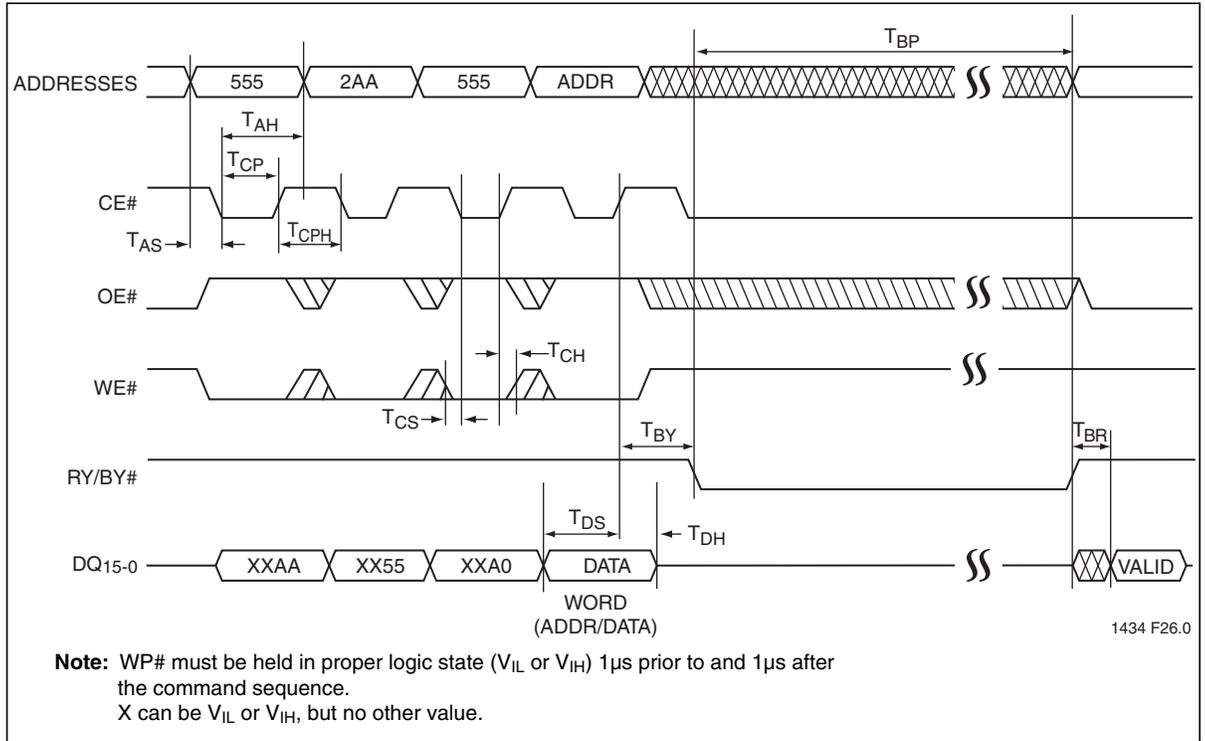 T_BP
ADDRESSES 555 2AA 555 ADDR
T_AH
T_CP
CE#
T_AS T_CPH
OE#
T_CH
WE#
T_CS
T_BY T_BR
RY/BY#
T_DS T_DH
DQ15-0 XXAA XX55 XXA0 DATA VALID
WORD
(ADDR/DATA)
1434 F26.0
Note: WP# must be held in proper logic state (V_IL or V_IH) 1µs prior to and 1µs after
the command sequence.
X can be V_IL or V_IH, but no other value.